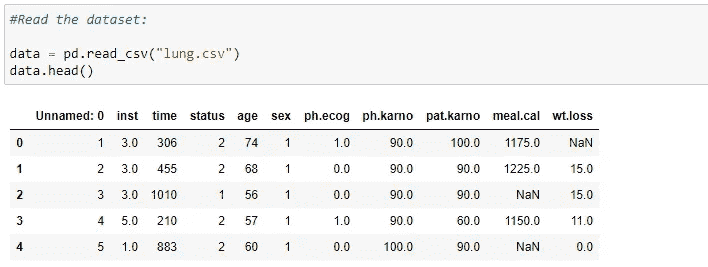 #Read the dataset:
data = pd.read_csv("lung.csv")
data.head()
Unnamed: 0 inst time status age sex ph.ecog ph.karno pat.karno meal.cal wt.loss
0 1 3.0 306 2 74 1 1.0 90.0 100.0 1175.0 NaN
1 2 3.0 455 2 68 1 0.0 90.0 90.0 1225.0 15.0
2 3 3.0 1010 1 56 1 0.0 90.0 90.0 NaN 15.0
3 4 5.0 210 2 57 1 1.0 90.0 60.0 1150.0 11.0
4 5 1.0 883 2 60 1 0.0 100.0 90.0 NaN 0.0